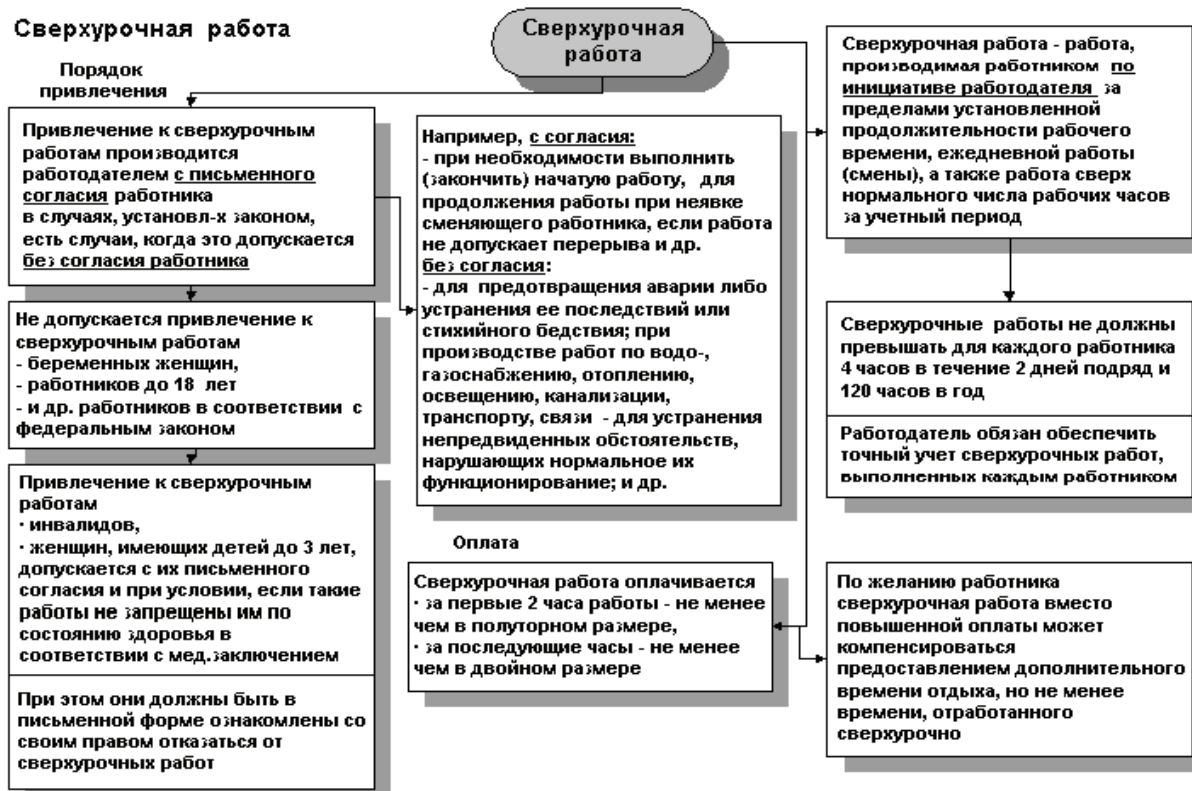 Сверхурочная работа
Сверхурочная
работа
Порядок
привлечения
Привлечение к сверхурочным
работам производится
работодателем с письменного
согласия работника
в случаях, установл-х законом,
есть случаи, когда это допускается
без согласия работника
Не допускается привлечение к
сверхурочным работам
- беременных женщин,
- работников до 18 лет
- и др. работников в соответствии с
федеральным законом
Привлечение к сверхурочным
работам
· инвалидов,
· женщин, имеющих детей до 3 лет,
допускается с их письменного
согласия и при условии, если такие
работы не запрещены им по
состоянию здоровья в
соответствии с мед.заключением
При этом они должны быть в
письменной форме ознакомлены со
своим правом отказаться от
сверхурочных работ
Например, с согласия:
- при необходимости выполнить
(закончить) начатую работу, для
продолжения работы при неявке
сменяющего работника, если работа
не допускает перерыва и др.
без согласия:
- для предотвращения аварии либо
устранения ее последствий или
стихийного бедствия; при
производстве работ по водо-,
газоснабжению, отоплению,
освещению, канализации,
транспорту, связи - для устранения
непредвиденных обстоятельств,
нарушающих нормальное их
функционирование; и др.
Оплата
Сверхурочная работа оплачивается
· за первые 2 часа работы - не менее
чем в полуторном размере,
· за последующие часы - не менее
чем в двойном размере
Сверхурочная работа - работа,
производимая работником по
инициативе работодателя за
пределами установленной
продолжительности рабочего
времени, ежедневной работы
(смены), а также работа сверх
нормального числа рабочих часов
за учетный период
Сверхурочные работы не должны
превышать для каждого работника
4 часов в течение 2 дней подряд и
120 часов в год
Работодатель обязан обеспечить
точный учет сверхурочных работ,
выполненных каждым работником
По желанию работника
сверхурочная работа вместо
повышенной оплаты может
компенсироваться
предоставлением дополнительного
времени отдыха, но не менее
времени, отработанного
сверхурочно